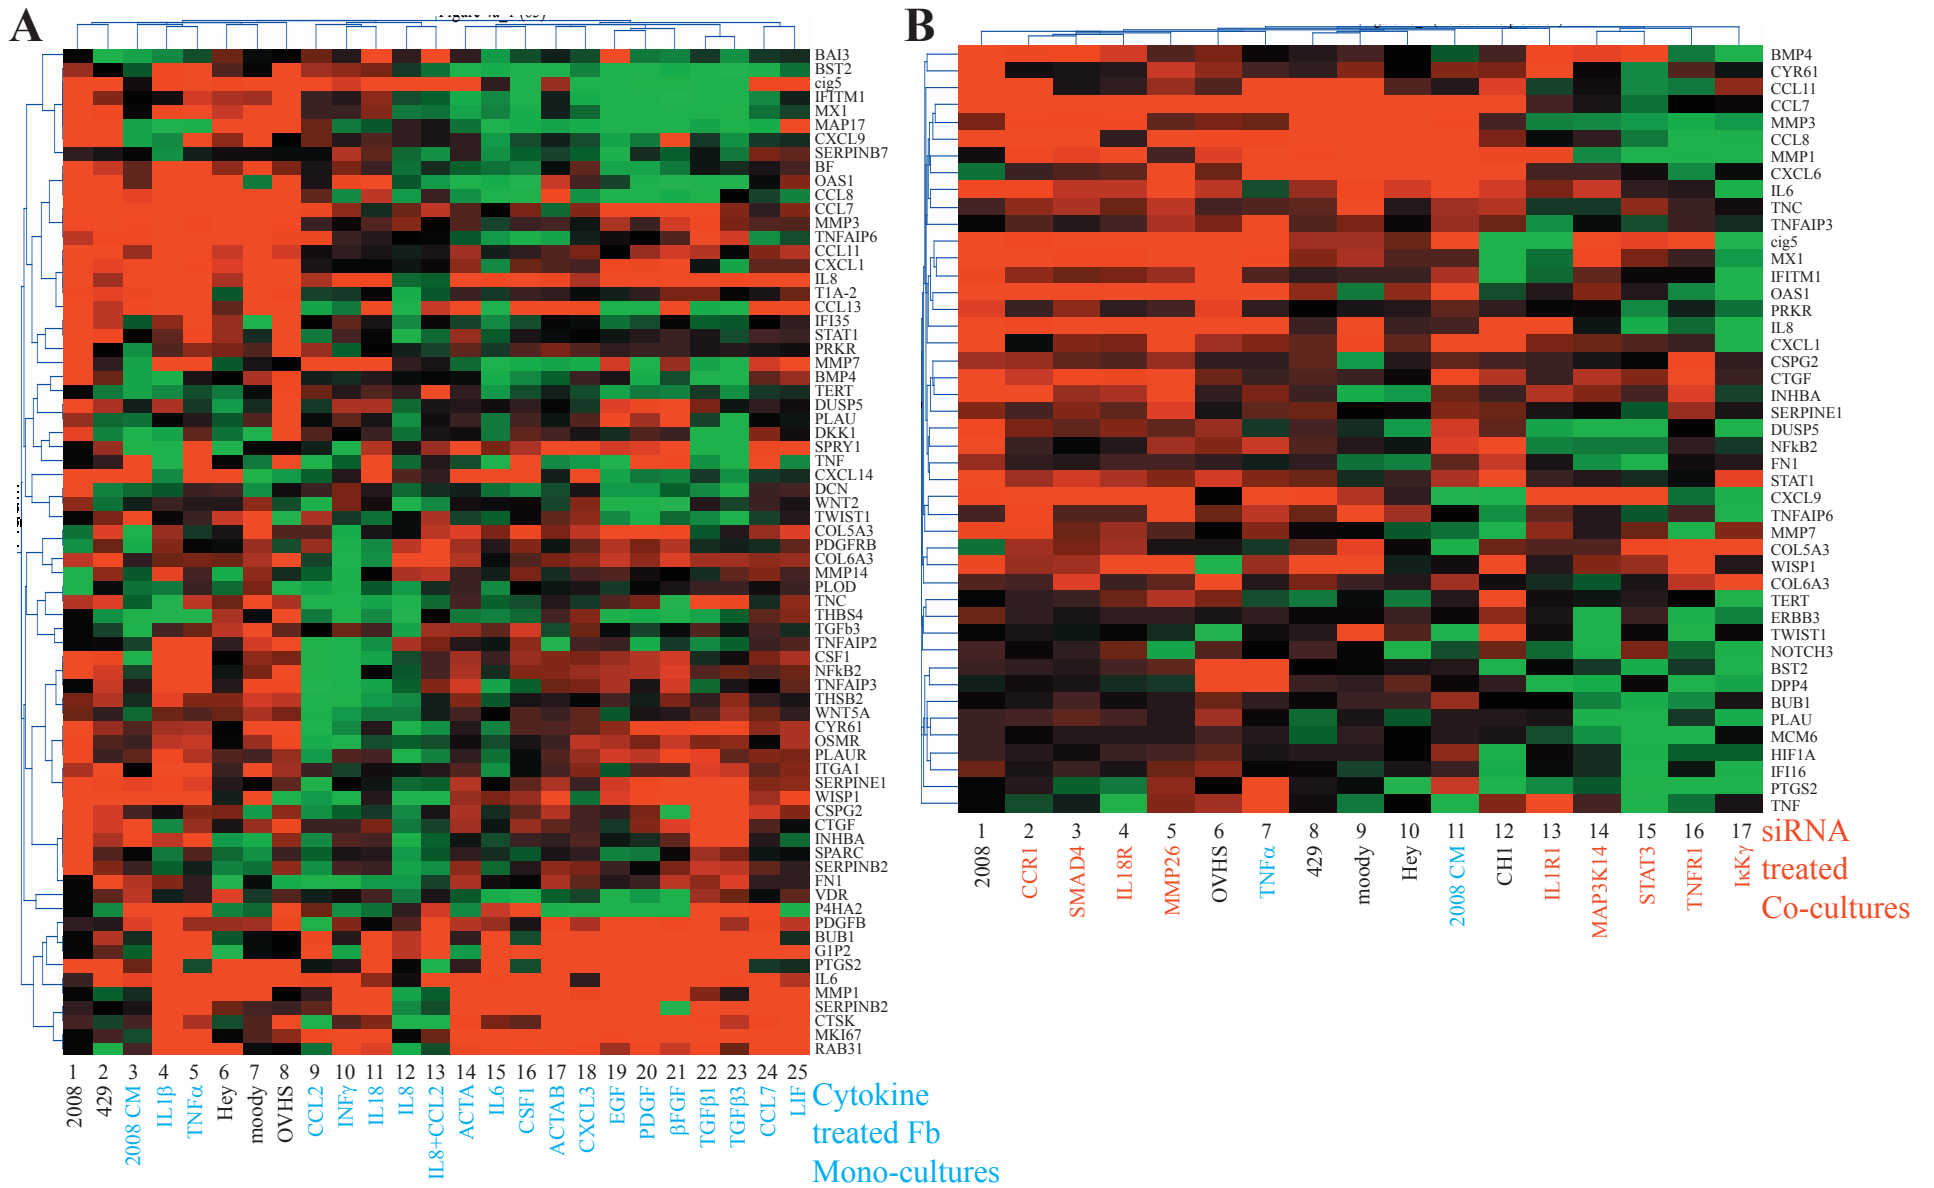 A
BAI3
BST2
cig5
IFITM1
MX1
MAP17
CXCL9
SERPINB7
BF
OAS1
CCL8
CCL7
MMP3
TNFAIP6
CCL11
CXCL1
IL8
T1A-2
CCL13
IFI35
STAT1
PRKR
MMP7
BMP4
TERT
DUSP5
PLAU
DKK1
SPRY1
TNF
CXCL14
DCN
WNT2
TWIST1
COL5A3
PDGFRB
COL6A3
MMP14
PLOD
TNC
THBS4
TGFb3
TNFAIP2
CSF1
NFkB2
TNFAIP3
THSB2
WNT5A
CYR61
OSMR
PLAUR
ITGA1
SERPINE1
WISP1
CSPG2
CTGF
INHBA
SPARC
SERPINB2
FN1
VDR
P4HA2
PDGFB
BUB1
G1P2
PTGS2
IL6
MMP1
SERPINB2
CTSK
MKI67
RAB31
1 2 3 4 5 6 7 8 9 10 11 12 13 14 15 16 17 18 19 20 21 22 23 24 25
2008
429
2008 CM
IL1β
TNFα
Hey
moody
OVHS
CCL2
INFγ
IL18
IL8
IL8+CCL2
ACTA
IL6
CSF1
ACTAB
CXCL3
EGF
PDGF
βFGF
TGFβ1
TGFβ3
CCL7
LIF
Cytokine
treated Fb
Mono-cultures
B
BMP4
CYR61
CCL11
CCL7
MMP3
CCL8
MMP1
CXCL6
IL6
TNC
TNFAIP3
cig5
MX1
IFITM1
OAS1
PRKR
IL8
CXCL1
CSPG2
CTGF
INHBA
SERPINE1
DUSP5
NFkB2
FN1
STAT1
CXCL9
TNFAIP6
MMP7
COL5A3
WISP1
COL6A3
TERT
ERBB3
TWIST1
NOTCH3
BST2
DPP4
BUB1
PLAU
MCM6
HIF1A
IFI16
PTGS2
TNF
1 2 3 4 5 6 7 8 9 10 11 12 13 14 15 16 17
2008
CCR1
SMAD4
IL18R
MMP26
OVHS
TNFα
429
moody
Hey
2008 CM
CH1
IL1R1
MAP3K14
STAT3
TNFR1
IκKγ
siRNA
treated
Co-cultures